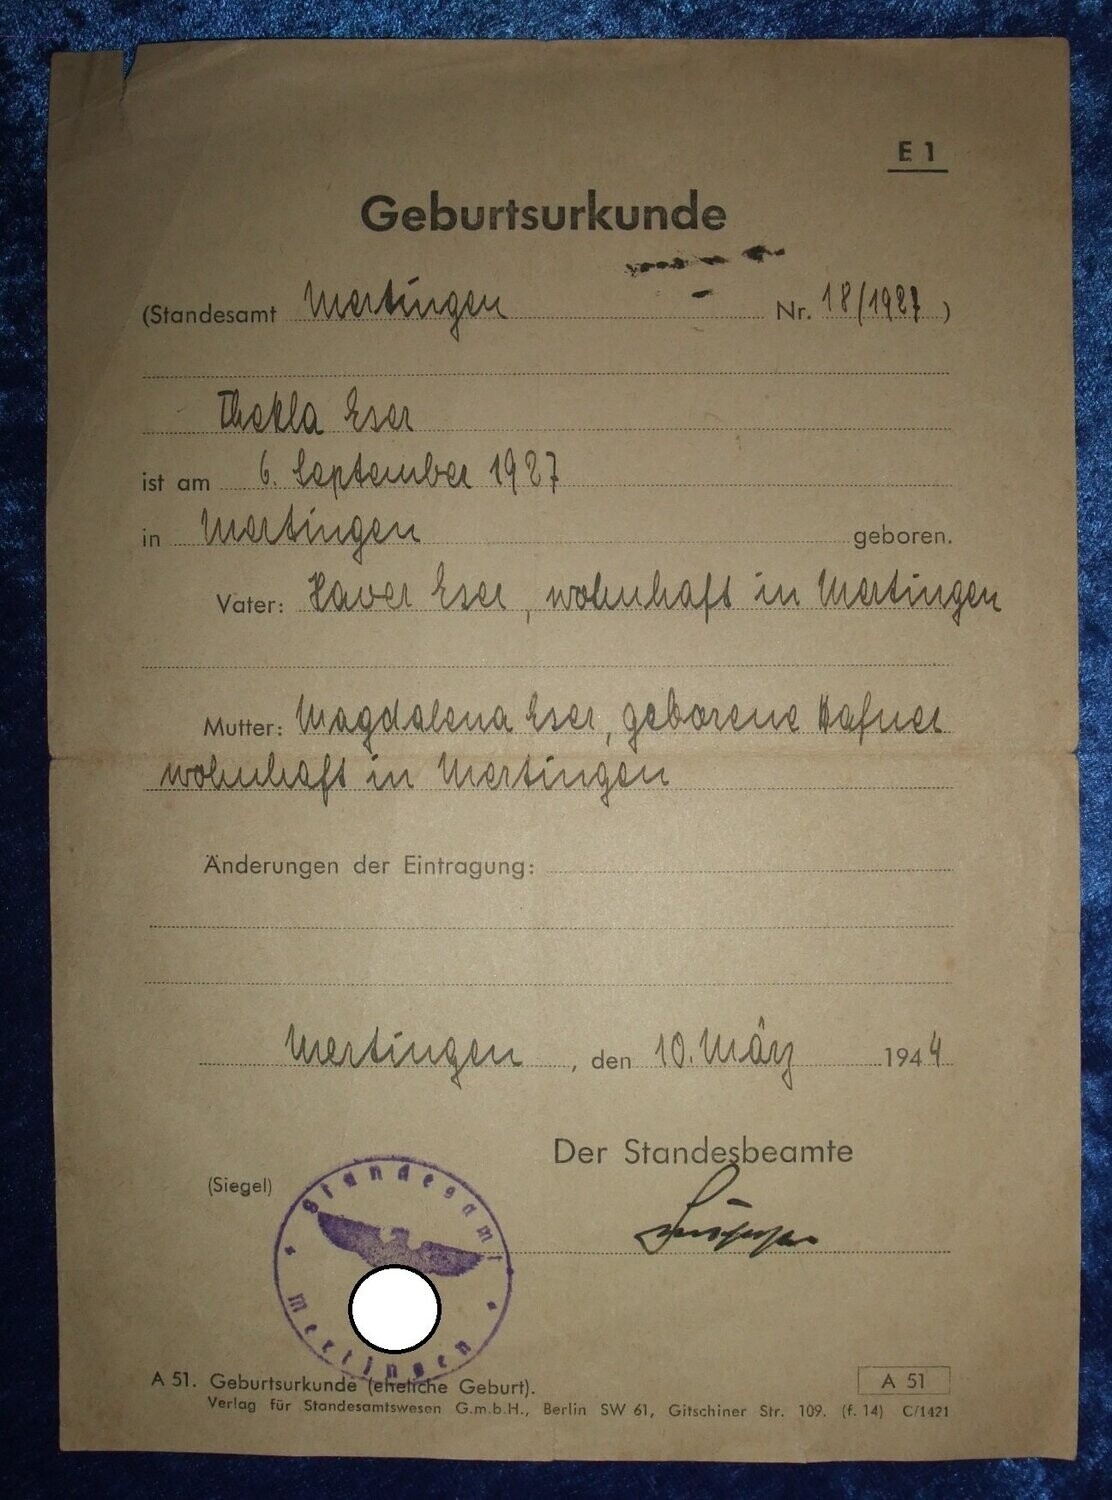 E 1
Geburtsurkunde
(Standesamt Mertingen Nr. 18/1927)
Thekla Eser
ist am 6. September 1927
in Mertingen geboren.
Vater: Xaver Eser, wohnhaft in Mertingen
Mutter: Magdalena Eser, geborene Hafner
wohnhaft in Mertingen
Änderungen der Eintragung:
Mertingen, den 10. März 1944
Der Standesbeamte
(Siegel)
Standesamt
Mertingen
A 51. Geburtsurkunde (eheliche Geburt).
A 51
Verlag für Standesamtswesen G.m.b.H., Berlin SW 61, Gitschiner Str. 109. (f. 14) C/1421